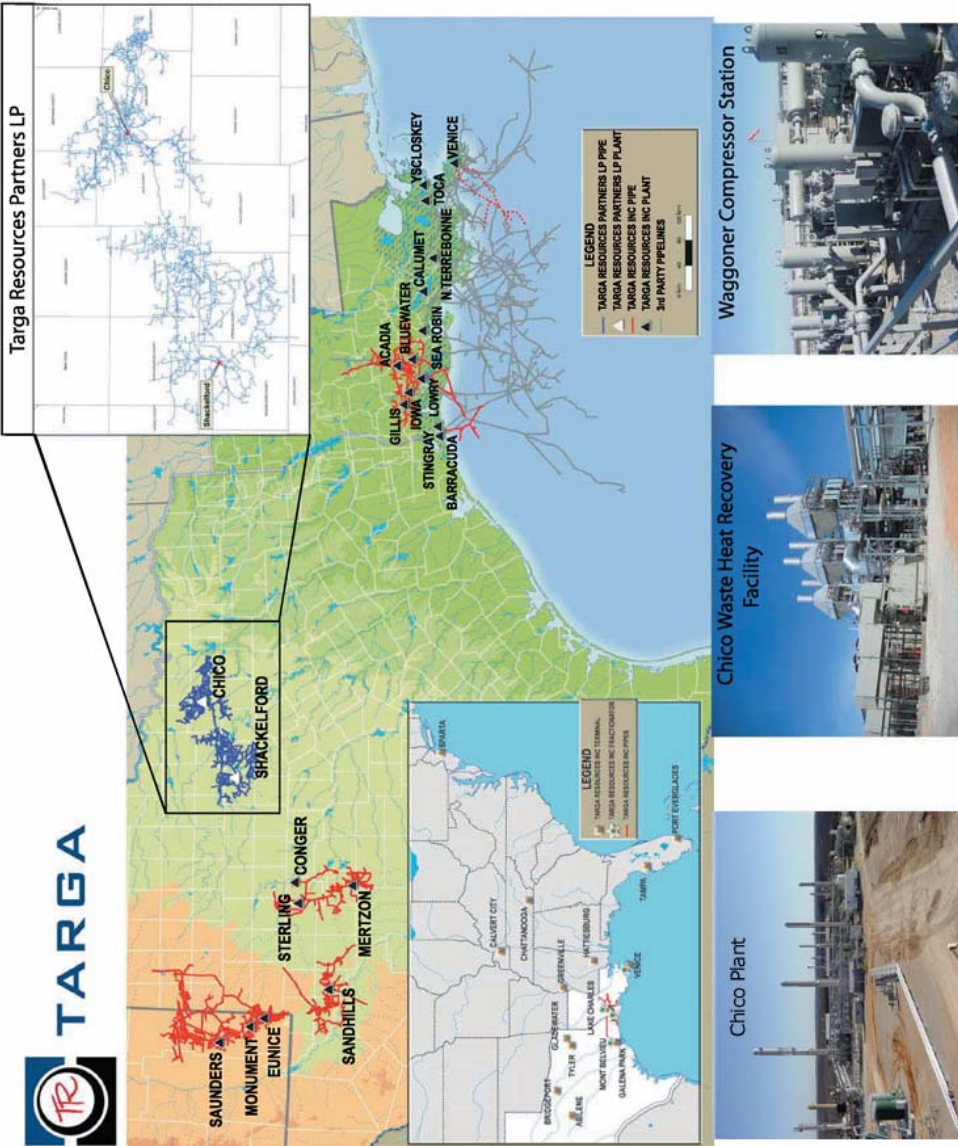 TR
TARGA
Targa Resources Partners LP
Chico
Shackelford
SAUNDERS
MONUMENT
EUNICE
SANDHILLS
STERLING
CONGER
MERTZON
SHACKELFORD
CHICO
GILLIS
ACADIA
IOWA
BLUEWATER
LOWRY
SEA ROBIN
STINGRAY
BARRACUDA
CALUMET
N. TERREBONNE
TOCA
YSCLOSKEY
VENICE
LEGEND
TARGA RESOURCES PARTNERS LP PIPE
TARGA RESOURCES PARTNERS LP PLANT
TARGA RESOURCES INC PIPE
TARGA RESOURCES INC PLANT
3rd PARTY PIPELINES
SPARTA
CALVERT CITY
CHATTANOOGA
GREENVILLE
HATTIESBURG
GLADEWATER
BRIDGEPORT
TYLER
ABILENE
LAKE CHARLES
MONT BELVIEU
GALENA PARK
VENICE
TAMPA
PORT EVERGLADES
LEGEND
TARGA RESOURCES INC TERMINAL
TARGA RESOURCES INC FRACTIONATOR
TARGA RESOURCES INC PIPES
Chico Plant
Chico Waste Heat Recovery
Facility
Waggoner Compressor Station